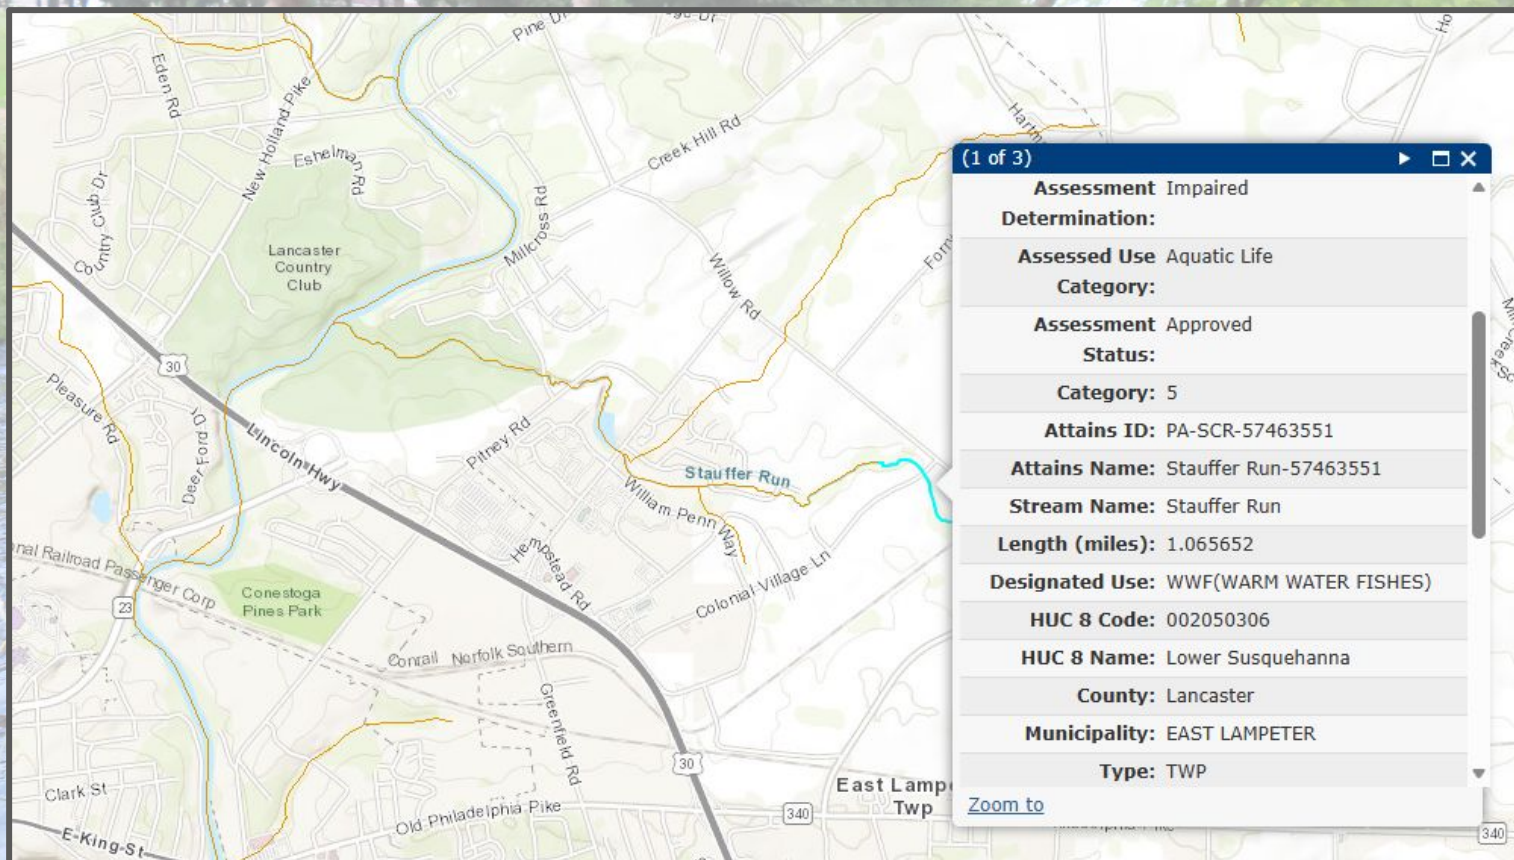 Pine Dr
Eden Rd
New Holland Pike
Eshelman Rd
Creek Hill Rd
Country Club Dr
Lancaster
Country
Club
Millcross Rd
Willow Rd
30
Pleasure Rd
Deer Ford Dr
Lincoln Hwy
Pitney Rd
Stauffer Run
William Penn Way
Hempstead Rd
Colonial Village Ln
nal Railroad Passenger Corp
23
Conestoga
Pines Park
Conrail Norfolk Southern
Greenfield Rd
30
Clark St
Old Philadelphia Pike
E-King-St
340
East Lamp
Twp
340
(1 of 3)
Assessment Impaired
Determination:
Assessed Use Aquatic Life
Category:
Assessment Approved
Status:
Category: 5
Attains ID: PA-SCR-57463551
Attains Name: Stauffer Run-57463551
Stream Name: Stauffer Run
Length (miles): 1.065652
Designated Use: WWF(WARM WATER FISHES)
HUC 8 Code: 002050306
HUC 8 Name: Lower Susquehanna
County: Lancaster
Municipality: EAST LAMPETER
Type: TWP
Zoom to